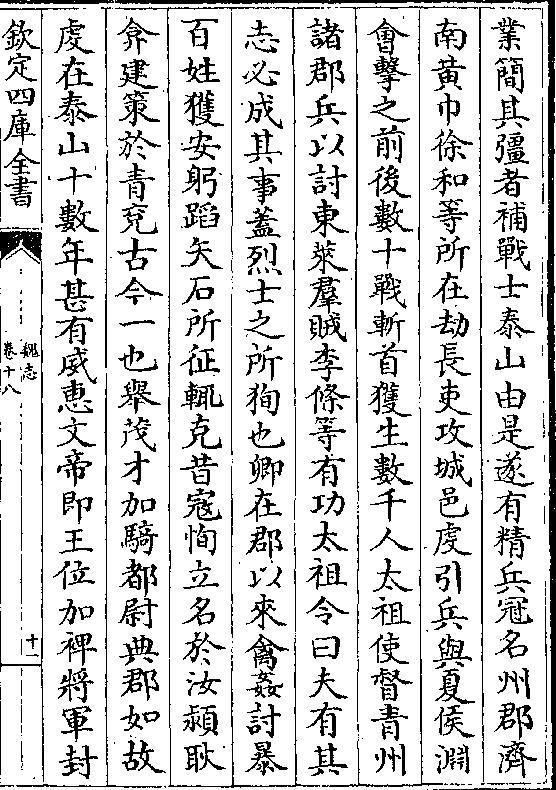 業簡其彊者補戰士泰山由是遂有精兵冠名州郡濟
南黃巾徐和等所在劫長吏攻城邑虔引兵與夏侯淵
會擊之前後數十戰斬首獲生數千人太祖使督青州
諸郡兵以討東萊羣賊李條等有功太祖令曰夫有其
志必成其事蓋烈士之所狥也卿在郡以來禽姦討暴
百姓獲安躬蹈矢石所征輒克昔寇恂立名於汝潁耿
弇建策於青兖古今一也舉茂才加騎都尉典郡如故
虔在泰山十數年甚有威惠文帝即王位加裨將軍封
欽定四庫全書
魏志
卷十八
十一